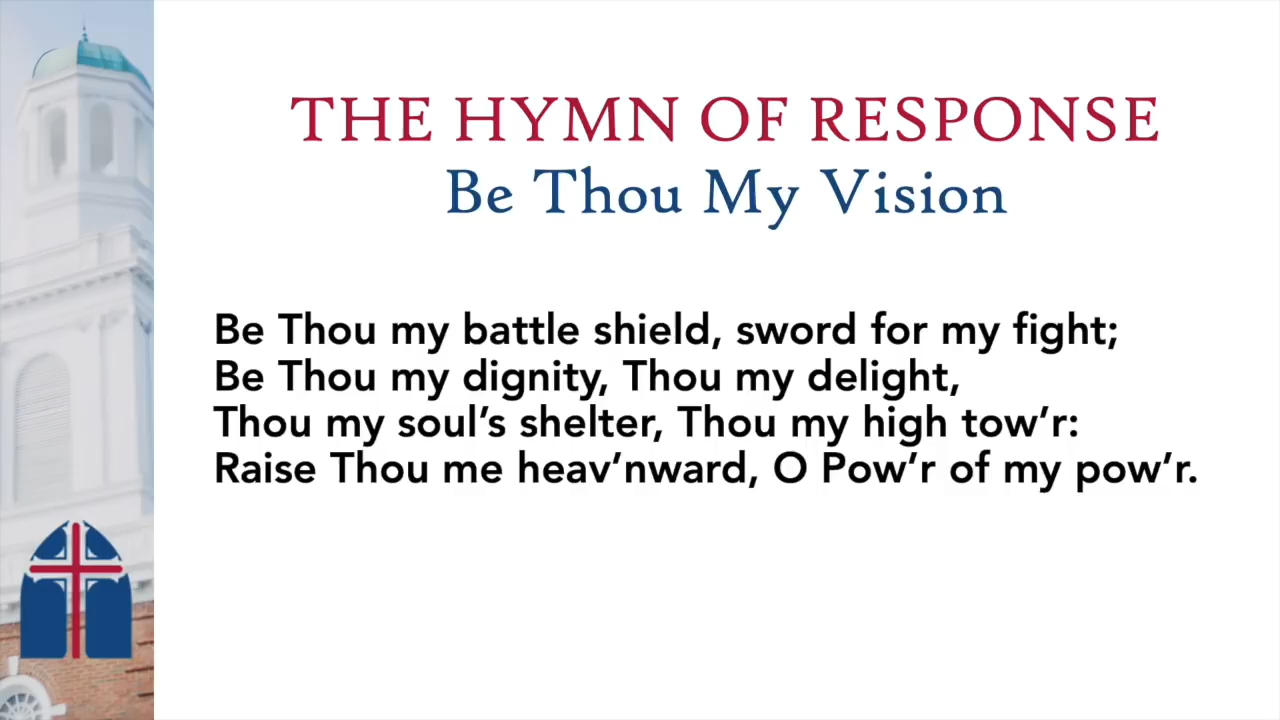 THE HYMN OF RESPONSE
Be Thou My Vision
Be Thou my battle shield, sword for my fight;
Be Thou my dignity, Thou my delight,
Thou my soul’s shelter, Thou my high tow’r:
Raise Thou me heav’nward, O Pow’r of my pow’r.